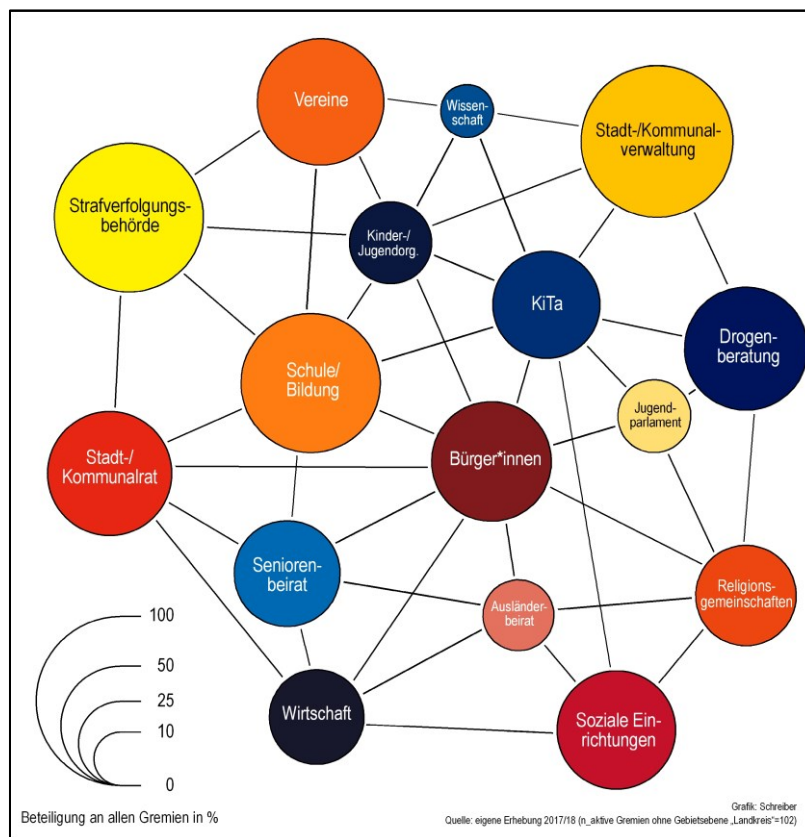 Vereine
Wissen-
schaft
Stadt-/Kommunal-
verwaltung
Strafverfolgungs-
behörde
Kinder-/
Jugendorg.
KiTa
Drogen-
beratung
Schule/
Bildung
Jugend-
parlament
Stadt-/
Kommunalrat
Bürger*innen
Senioren-
beirat
Ausländer-
beirat
Religions-
gemeinschaften
Wirtschaft
Soziale Ein-
richtungen
100
50
25
10
0
Beteiligung an allen Gremien in %
Grafik: Schreiber
Quelle: eigene Erhebung 2017/18 (n_aktive Gremien ohne Gebietsebene „Landkreis“=102)